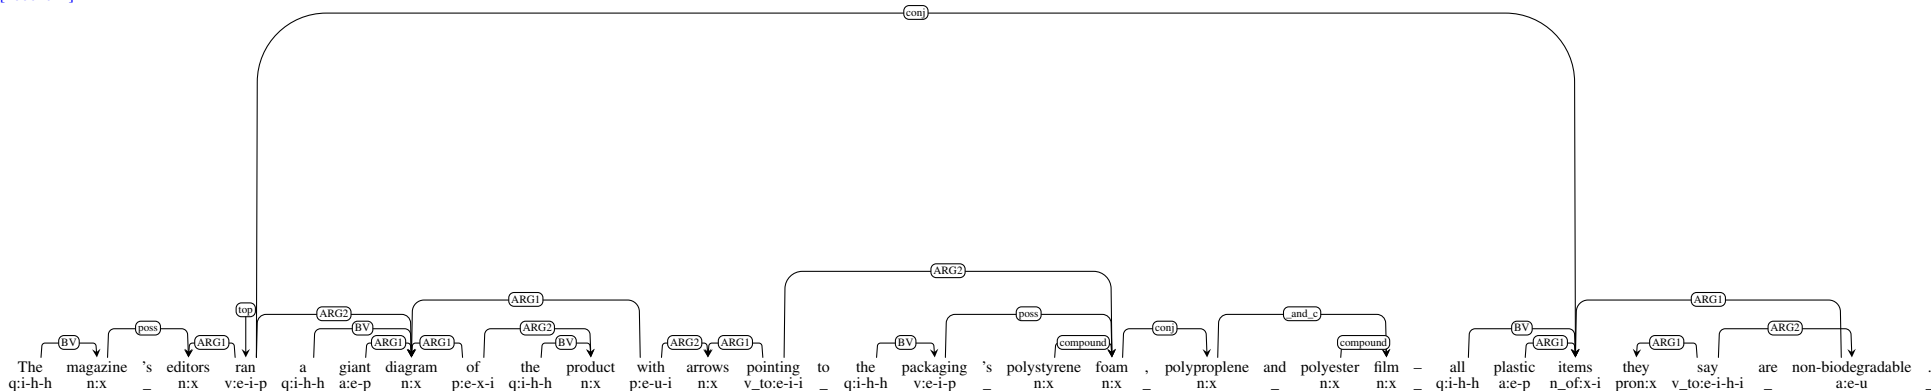 conj
ARG2
ARG1 ARG1
top ARG2 poss
poss BV ARG2 conj _and_c BV ARG2
BV ARG1 ARG1 ARG1 BV ARG2 ARG1 BV compound compound ARG1 ARG1
The magazine 's editors ran a giant diagram of the product with arrows pointing to the packaging 's polystyrene foam , polyproplene and polyester film – all plastic items they say are non-biodegradable .
q:i-h-h n:x _ n:x v:e-i-p q:i-h-h a:e-p n:x p:e-x-i q:i-h-h n:x p:e-u-i n:x v_to:e-i-i _ q:i-h-h v:e-i-p _ n:x n:x _ n:x _ n:x n:x _ q:i-h-h a:e-p n_of:x-i pron:x v_to:e-i-h-i _ a:e-u _